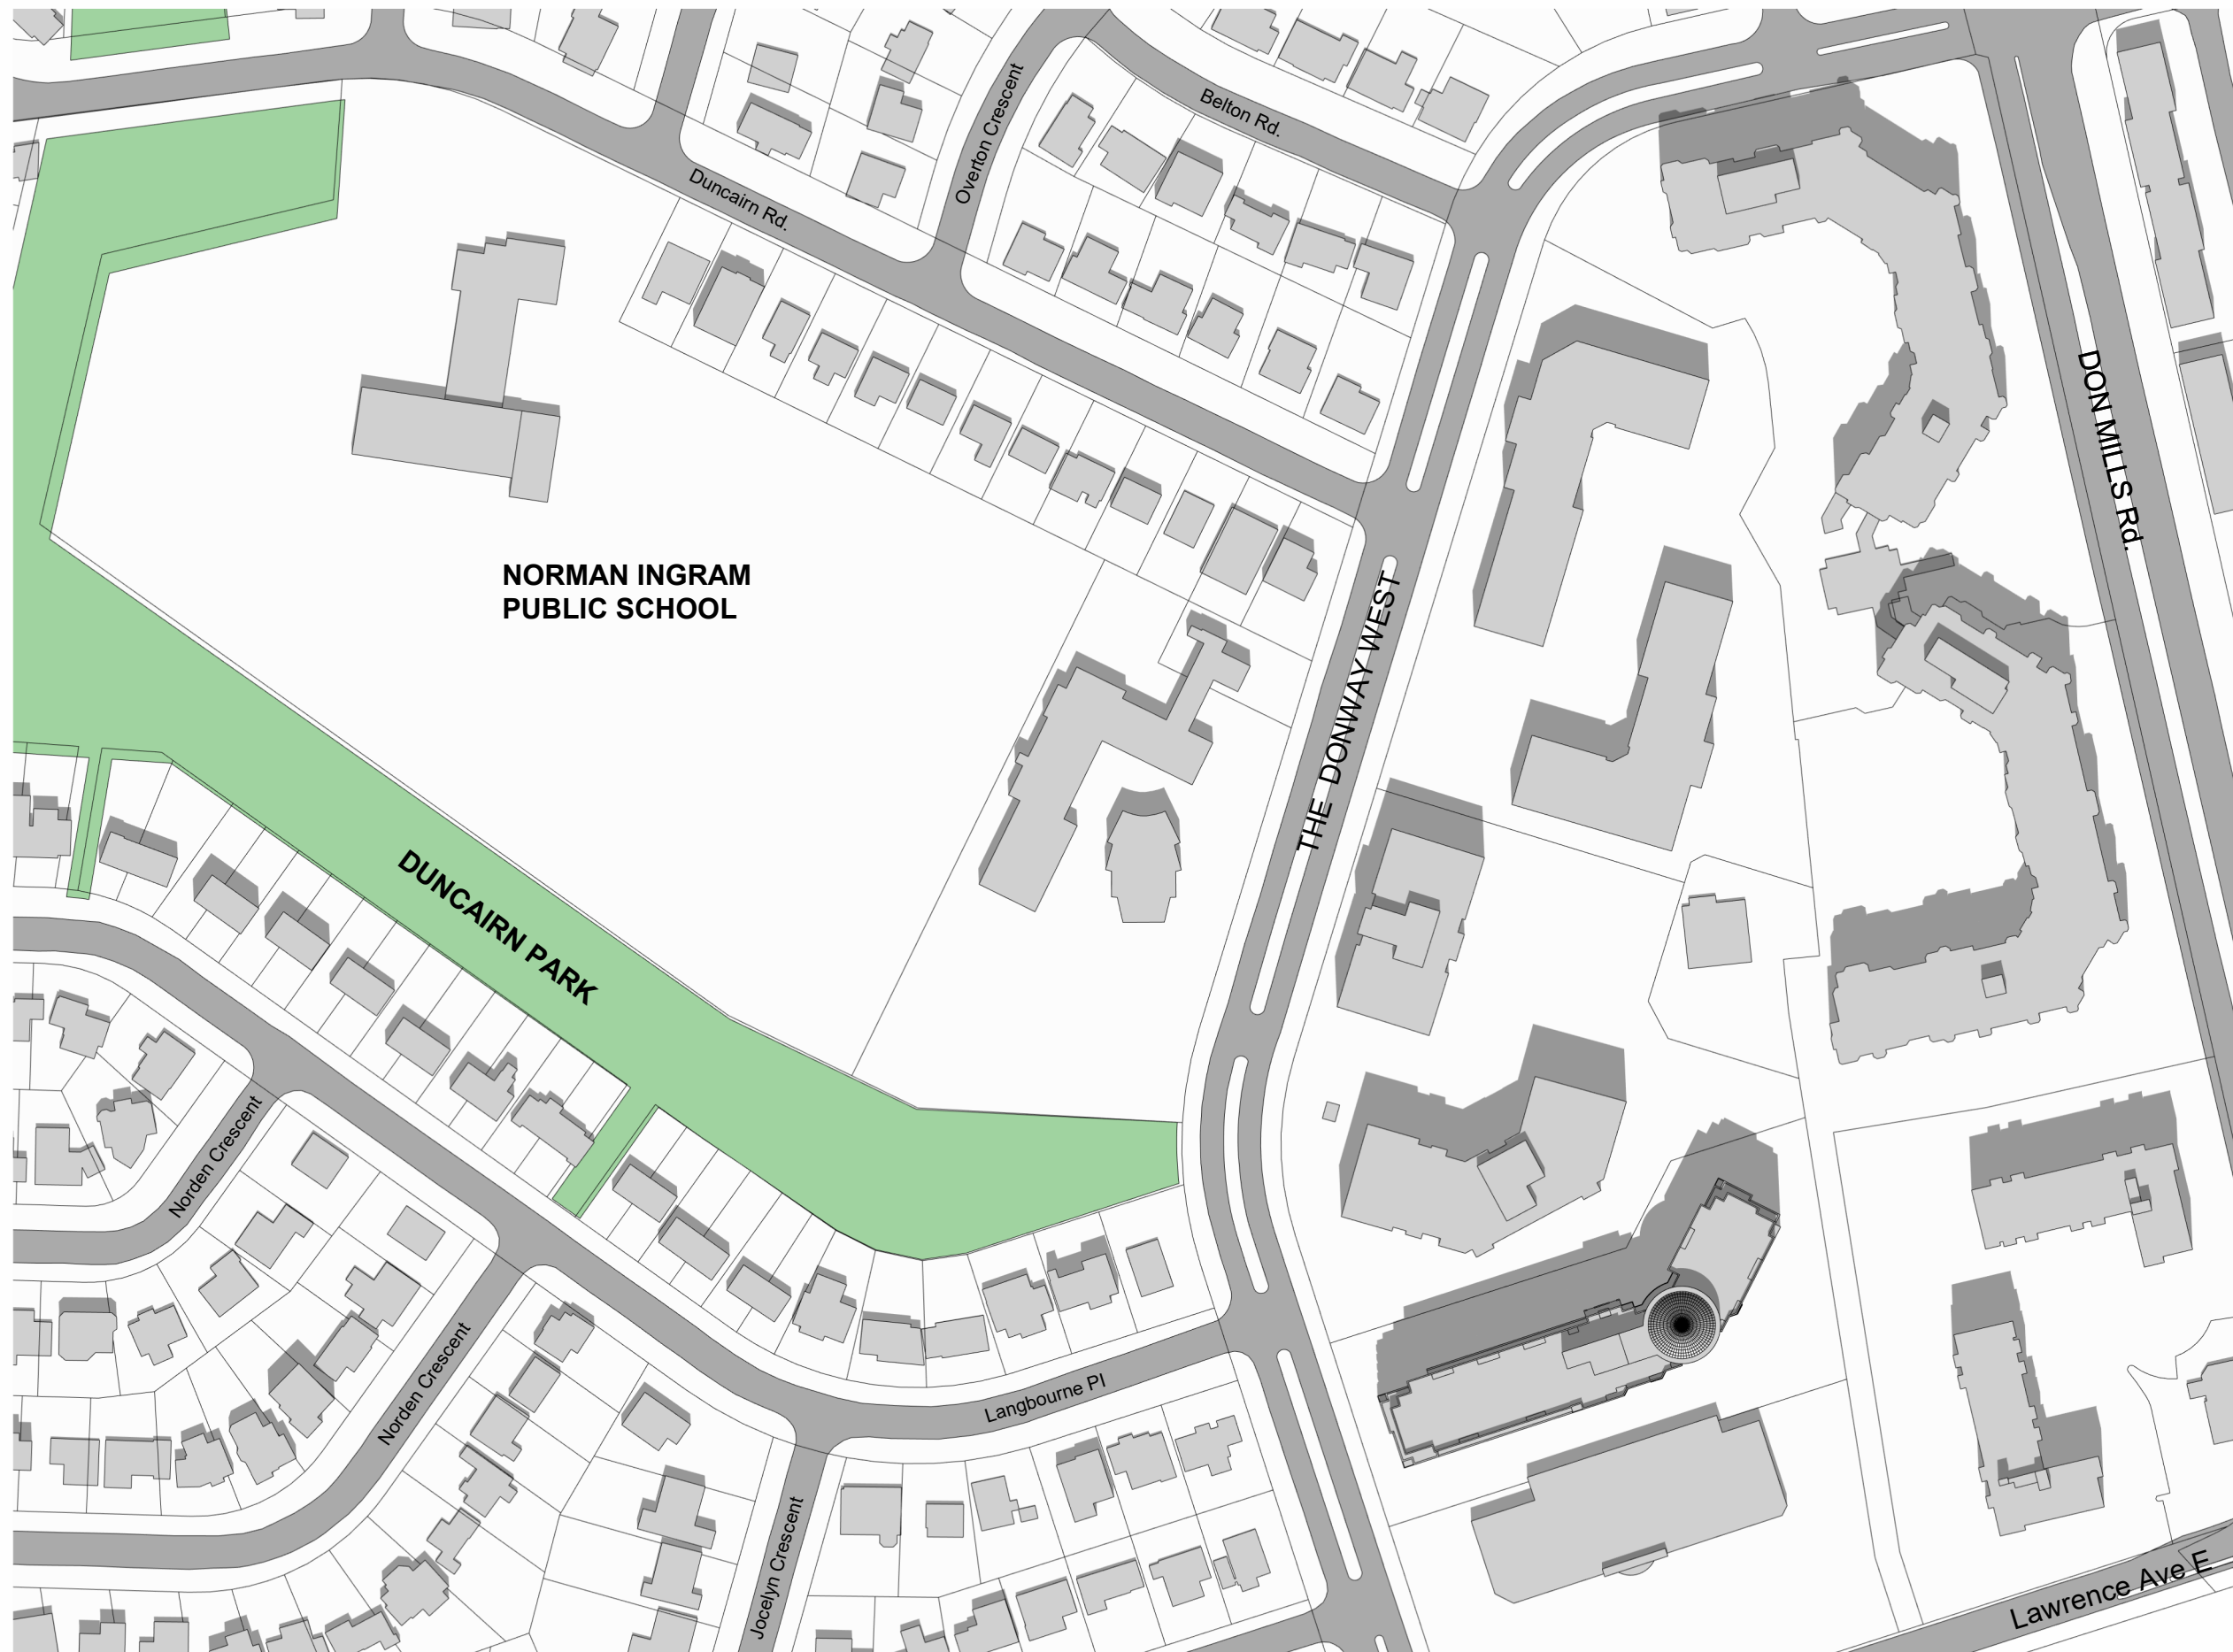 Belton Rd.
Overton Crescent
Duncairn Rd.
DON MILLS Rd.
NORMAN INGRAM
PUBLIC SCHOOL
THE DONWAY WEST
DUNCAIRN PARK
Norden Crescent
Norden Crescent
Langbourne Pl
Jocelyn Crescent
Lawrence Ave E